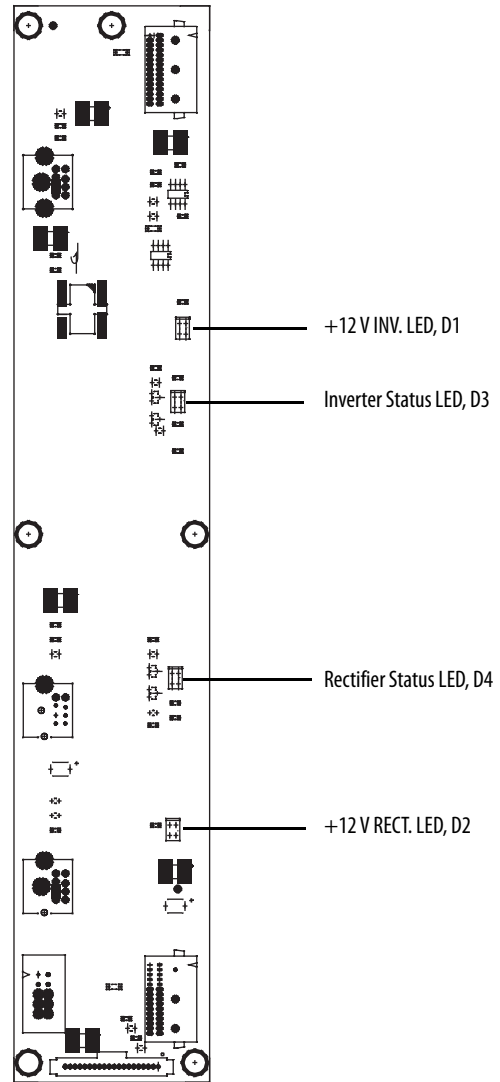 +12 V INV. LED, D1
Inverter Status LED, D3
Rectifier Status LED, D4
+12 V RECT. LED, D2